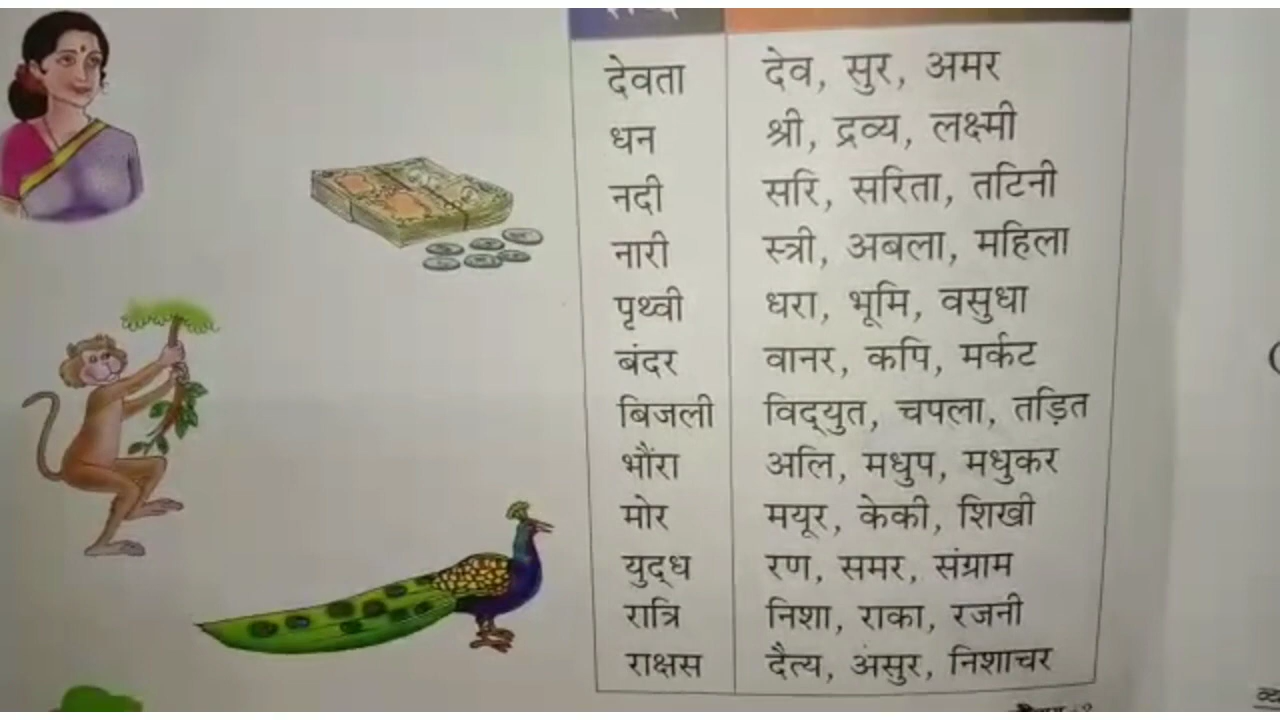 देवता देव, सुर, अमर
धन श्री, द्रव्य, लक्ष्मी
नदी सरि, सरिता, तटिनी
नारी स्त्री, अबला, महिला
पृथ्वी धरा, भूमि, वसुधा
बंदर वानर, कपि, मर्कट
बिजली विद्‌युत, चपला, तड़ित
भौंरा अलि, मधुप, मधुकर
मोर मयूर, केकी, शिखी
युद्‌ध रण, समर, संग्राम
रात्रि निशा, राका, रजनी
राक्षस दैत्य, असुर, निशाचर